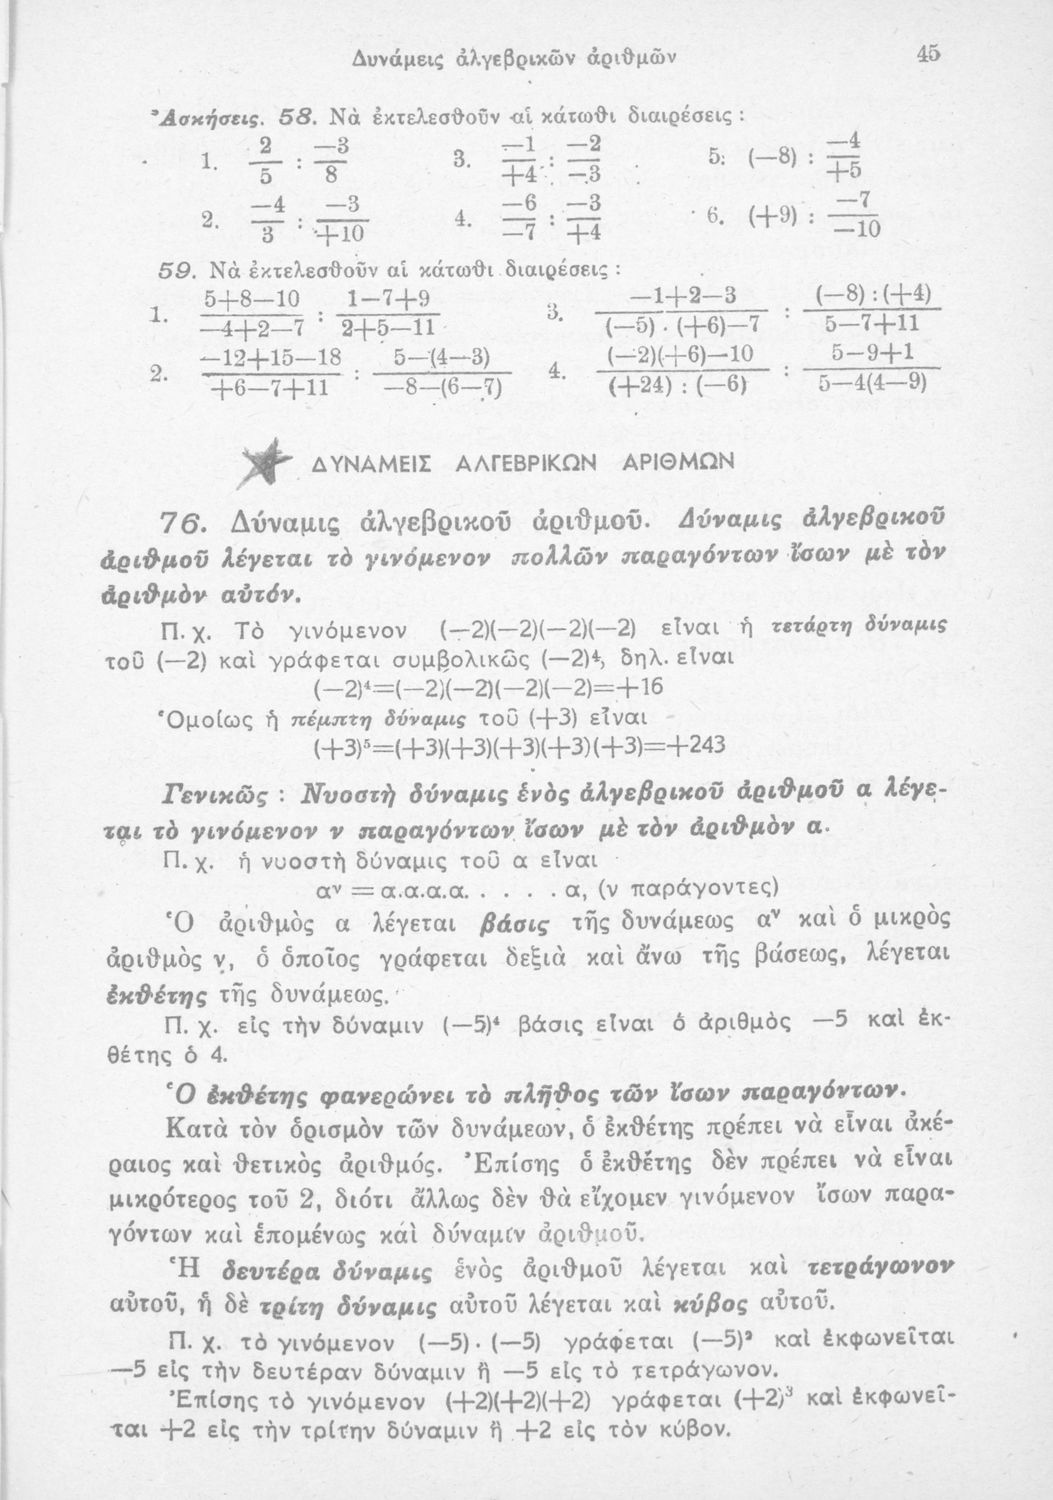 Δυνάμεις ἀλγεβρικῶν ἀριθμῶν 45
Ἀσκήσεις. 58. Νὰ ἐκτελεσθοῦν αἱ κάτωθι διαιρέσεις :
1. 2/5 : —3/8 3. —1/+4 : —2/—3 5. (—8) : —4/+5
2. —4/3 : —3/+10 4. —6/—7 : —3/+4 6. (+9) : —7/—10
59. Νὰ ἐκτελεσθοῦν αἱ κάτωθι διαιρέσεις :
1. 5+8—10/—4+2—7 : 1—7+9/2+5—11 3. —1+2—3/(—5) . (+6)—7 : (—8) : (+4)/5—7+11
2. —12+15—18/+6—7+11 : 5—(4—3)/—8—(6—7) 4. (—2)(+6)—10/(+24) : (—6) : 5—9+1/5—4(4—9)
ΔΥΝΑΜΕΙΣ ΑΛΓΕΒΡΙΚΩΝ ΑΡΙΘΜΩΝ
76. Δύναμις ἀλγεβρικοῦ ἀριθμοῦ. Δύναμις ἀλγεβρικοῦ
ἀριθμοῦ λέγεται τὸ γινόμενον πολλῶν παραγόντων ἴσων μὲ τὸν
ἀριθμὸν αὐτόν.
Π. χ. Τὸ γινόμενον (—2)(—2)(—2)(—2) εἶναι ἡ τετάρτη δύναμις
τοῦ (—2) καὶ γράφεται συμβολικῶς (—2)⁴, δηλ. εἶναι
(—2)⁴=(—2)(—2)(—2)(—2)=+16
Ὁμοίως ἡ πέμπτη δύναμις τοῦ (+3) εἶναι
(+3)⁵=(+3)(+3)(+3)(+3)(+3)=+243
Γενικῶς : Νυοστὴ δύναμις ἑνὸς ἀλγεβρικοῦ ἀριθμοῦ α λέγε-
ται τὸ γινόμενον ν παραγόντων ἴσων μὲ τὸν ἀριθμὸν α.
Π. χ. ἡ νυοστὴ δύναμις τοῦ α εἶναι
αᵛ = α.α.α.α. . . . . . α, (ν παράγοντες)
Ὁ ἀριθμὸς α λέγεται βάσις τῆς δυνάμεως αᵛ καὶ ὁ μικρὸς
ἀριθμὸς ν, ὁ ὁποῖος γράφεται δεξιὰ καὶ ἄνω τῆς βάσεως, λέγεται
ἐκθέτης τῆς δυνάμεως.
Π. χ. εἰς τὴν δύναμιν (—5)⁴ βάσις εἶναι ὁ ἀριθμὸς —5 καὶ ἐκ-
θέτης ὁ 4.
Ὁ ἐκθέτης φανερώνει τὸ πλῆθος τῶν ἴσων παραγόντων.
Κατὰ τὸν ὁρισμὸν τῶν δυνάμεων, ὁ ἐκθέτης πρέπει νὰ εἶναι ἀκέ-
ραιος καὶ θετικὸς ἀριθμός. Ἐπίσης ὁ ἐκθέτης δὲν πρέπει νὰ εἶναι
μικρότερος τοῦ 2, διότι ἄλλως δὲν θὰ εἴχομεν γινόμενον ἴσων παρα-
γόντων καὶ ἑπομένως καὶ δύναμιν ἀριθμοῦ.
Ἡ δευτέρα δύναμις ἑνὸς ἀριθμοῦ λέγεται καὶ τετράγωνον
αὐτοῦ, ἡ δὲ τρίτη δύναμις αὐτοῦ λέγεται καὶ κύβος αὐτοῦ.
Π. χ. τὸ γινόμενον (—5) . (—5) γράφεται (—5)² καὶ ἐκφωνεῖται
—5 εἰς τὴν δευτέραν δύναμιν ἢ —5 εἰς τὸ τετράγωνον.
Ἐπίσης τὸ γινόμενον (+2)(+2)(+2) γράφεται (+2)³ καὶ ἐκφωνεῖ-
ται +2 εἰς τὴν τρίτην δύναμιν ἢ +2 εἰς τὸν κύβον.